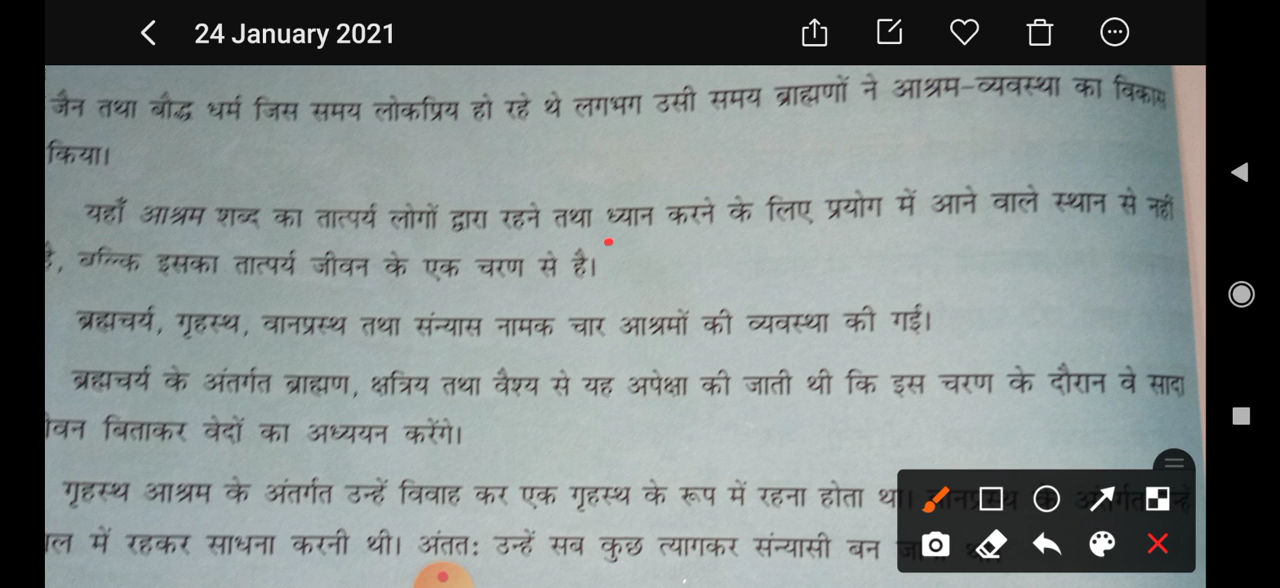 24 January 2021
जैन तथा बौद्ध धर्म जिस समय लोकप्रिय हो रहे थे लगभग उसी समय ब्राह्मणों ने आश्रम-व्यवस्था का विकास
किया।
यहाँ आश्रम शब्द का तात्पर्य लोगों द्वारा रहने तथा ध्यान करने के लिए प्रयोग में आने वाले स्थान से नहीं
है, बल्कि इसका तात्पर्य जीवन के एक चरण से है।
ब्रह्मचर्य, गृहस्थ, वानप्रस्थ तथा संन्यास नामक चार आश्रमों की व्यवस्था की गई।
ब्रह्मचर्य के अंतर्गत ब्राह्मण, क्षत्रिय तथा वैश्य से यह अपेक्षा की जाती थी कि इस चरण के दौरान वे सादा
वन बिताकर वेदों का अध्ययन करेंगे।
गृहस्थ आश्रम के अंतर्गत उन्हें विवाह कर एक गृहस्थ के रूप में रहना होता था।
ल में रहकर साधना करनी थी। अंतत: उन्हें सब कुछ त्यागकर संन्यासी बन